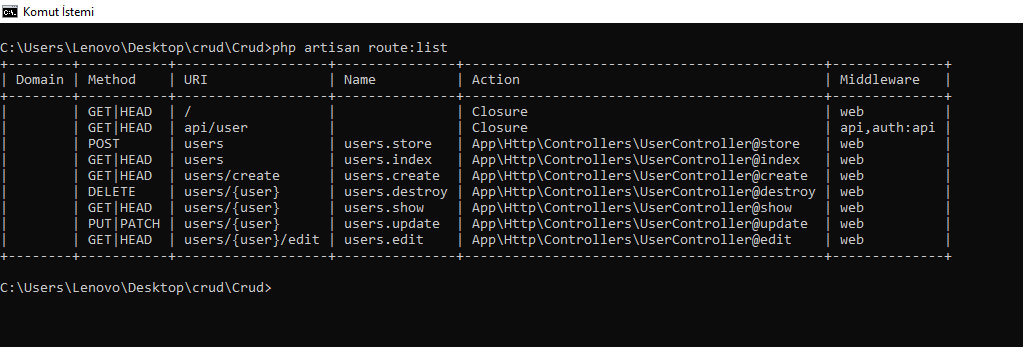 Komut İstemi
C:\Users\Lenovo\Desktop\crud\Crud>php artisan route:list
+--------+-----------+-------------------+---------------+---------------------------------------------+--------------+
| Domain | Method    | URI               | Name          | Action                                      | Middleware   |
+--------+-----------+-------------------+---------------+---------------------------------------------+--------------+
|        | GET|HEAD  | /                 |               | Closure                                     | web          |
|        | GET|HEAD  | api/user          |               | Closure                                     | api,auth:api |
|        | POST      | users             | users.store   | App\Http\Controllers\UserController@store   | web          |
|        | GET|HEAD  | users             | users.index   | App\Http\Controllers\UserController@index   | web          |
|        | GET|HEAD  | users/create      | users.create  | App\Http\Controllers\UserController@create  | web          |
|        | DELETE    | users/{user}      | users.destroy | App\Http\Controllers\UserController@destroy | web          |
|        | GET|HEAD  | users/{user}      | users.show    | App\Http\Controllers\UserController@show    | web          |
|        | PUT|PATCH | users/{user}      | users.update  | App\Http\Controllers\UserController@update  | web          |
|        | GET|HEAD  | users/{user}/edit | users.edit    | App\Http\Controllers\UserController@edit    | web          |
+--------+-----------+-------------------+---------------+---------------------------------------------+--------------+
C:\Users\Lenovo\Desktop\crud\Crud>